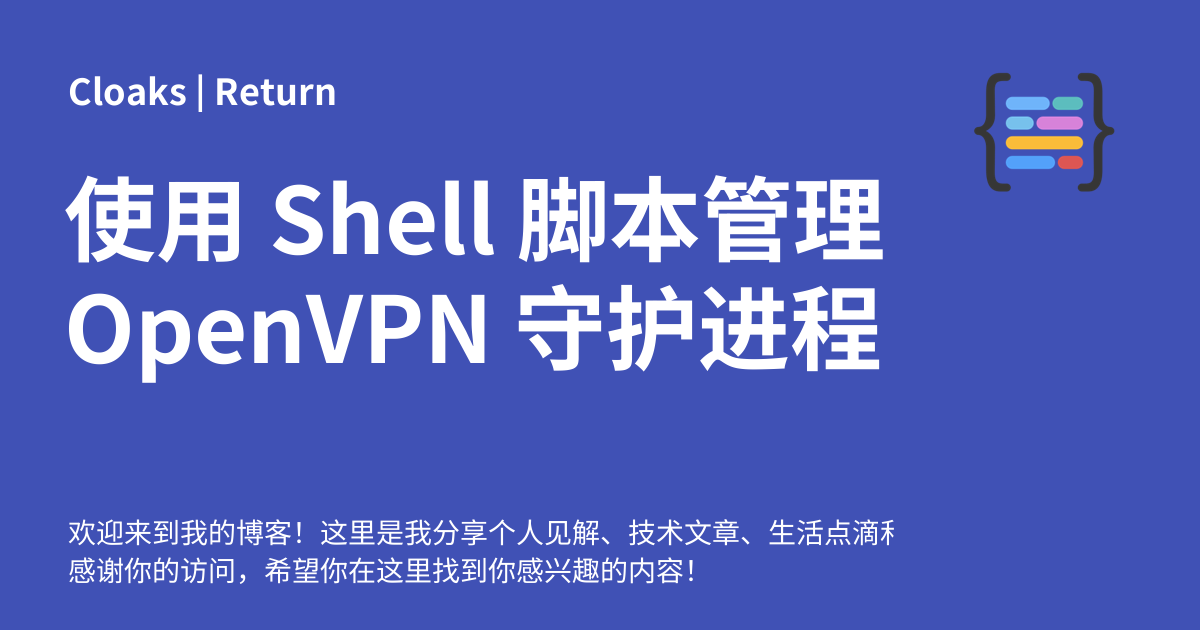 Cloaks | Return
使用 Shell 脚本管理
OpenVPN 守护进程
欢迎来到我的博客！这里是我分享个人见解、技术文章、生活点滴
感谢你的访问，希望你在这里找到你感兴趣的内容！